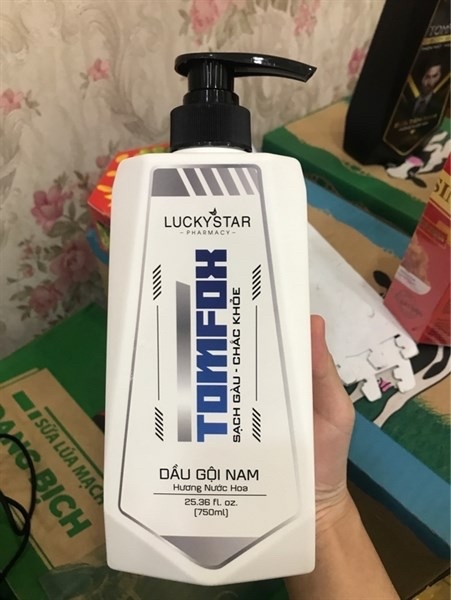 LUCKYSTAR
- PHARMACY -
TOMFOX
SẠCH GÀU - CHẮC KHỎE
DẦU GỘI NAM
Hương Nước Hoa
25.36 fl. oz.
(750ml)
SỮA LÚA MẠCH
BÍCH